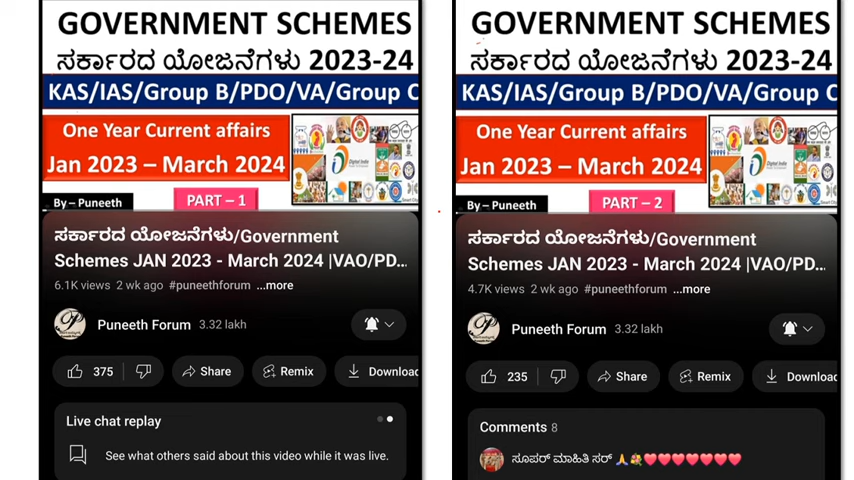 GOVERNMENT SCHEMES
ಸರ್ಕಾರದ ಯೋಜನೆಗಳು 2023-24
KAS/IAS/Group B/PDO/VA/Group C
One Year Current affairs
Jan 2023 – March 2024
Digital India
By – Puneeth
PART – 1
ಸರ್ಕಾರದ ಯೋಜನೆಗಳು/Government
Schemes JAN 2023 - March 2024 |VAO/PD...
6.1K views 2 wk ago #puneethforum ...more
Puneeth Forum 3.32 lakh
375 Share Remix Download
Live chat replay
See what others said about this video while it was live.
GOVERNMENT SCHEMES
ಸರ್ಕಾರದ ಯೋಜನೆಗಳು 2023-24
KAS/IAS/Group B/PDO/VA/Group C
One Year Current affairs
Jan 2023 – March 2024
Digital India
By – Puneeth
PART – 2
ಸರ್ಕಾರದ ಯೋಜನೆಗಳು/Government
Schemes JAN 2023 - March 2024 |VAO/PD...
4.7K views 2 wk ago #puneethforum ...more
Puneeth Forum 3.32 lakh
235 Share Remix Download
Comments 8
ಸೂಪರ್ ಮಾಹಿತಿ ಸರ್ 🙏💐❤️❤️❤️❤️❤️❤️❤️